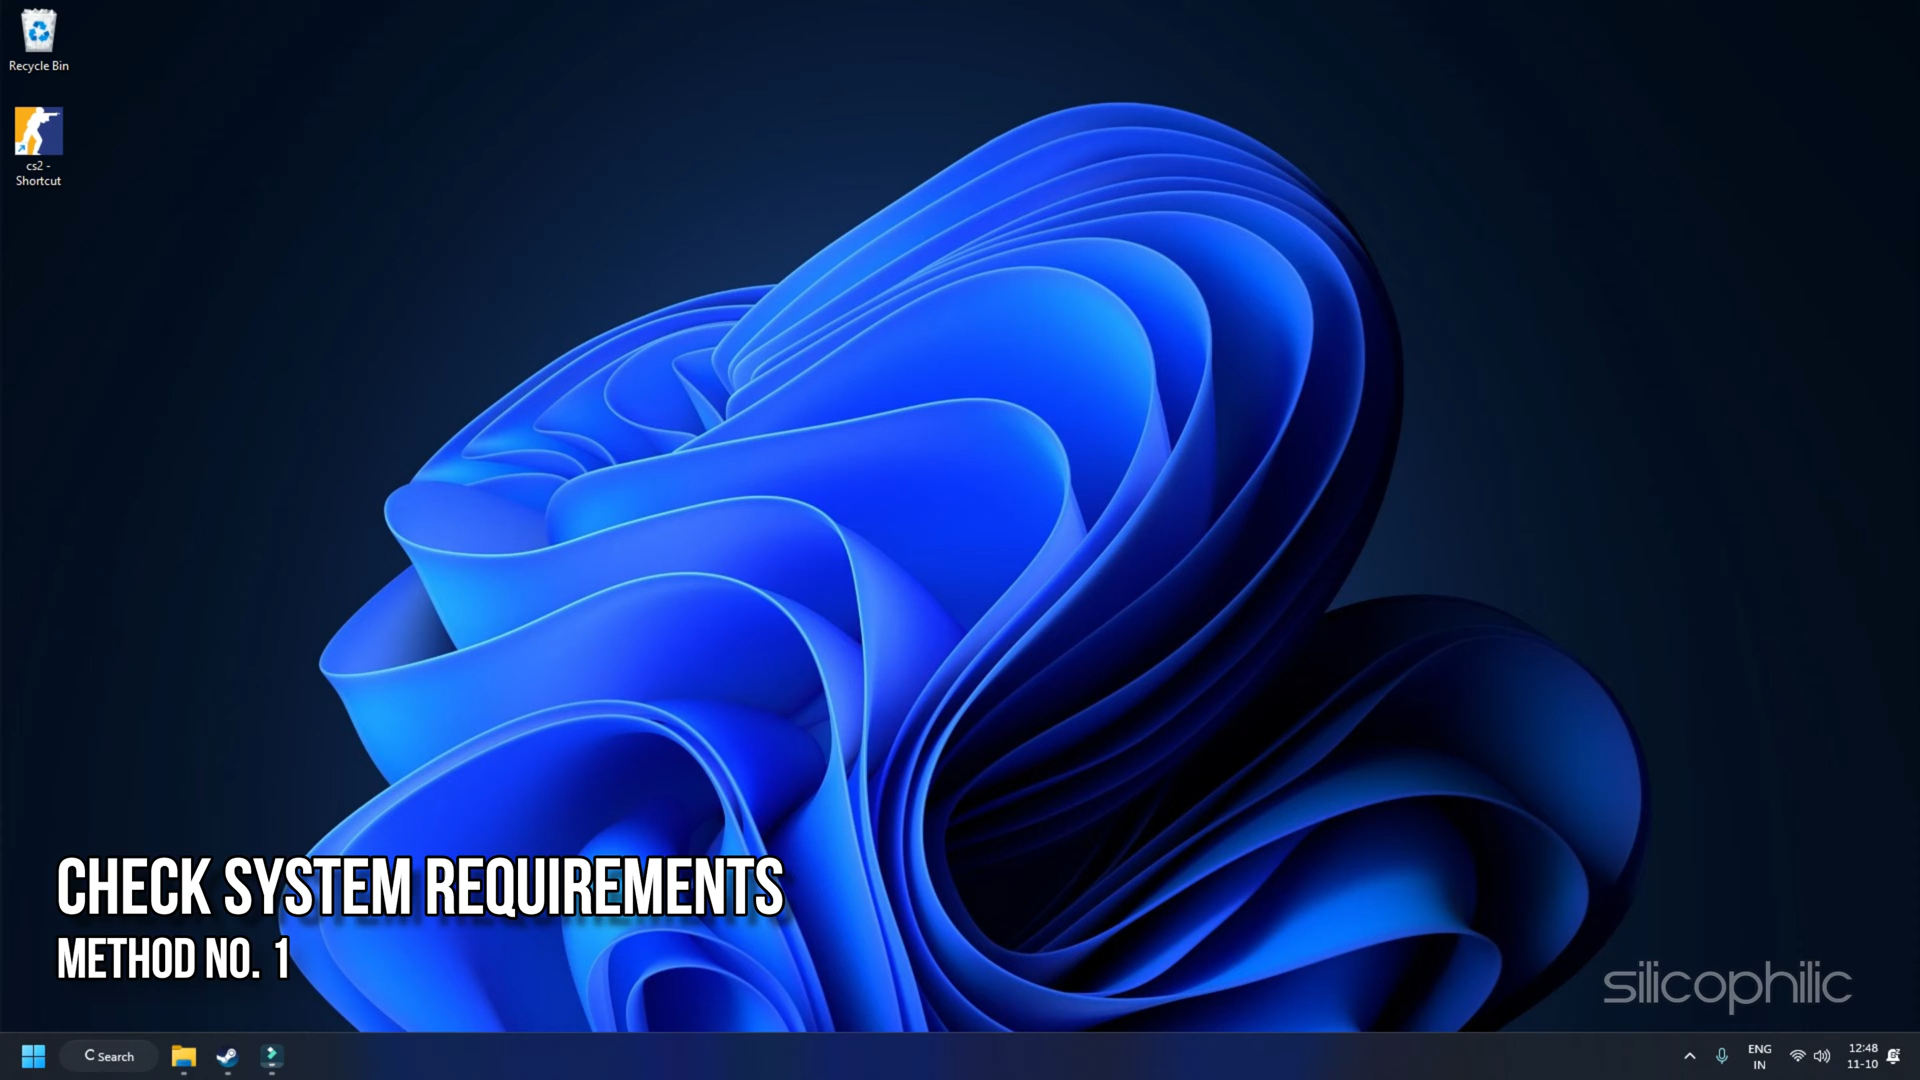 Recycle Bin
cs2 -
Shortcut
CHECK SYSTEM REQUIREMENTS
METHOD NO. 1
silicophilic
Search
ENG
IN
12:48
11-10